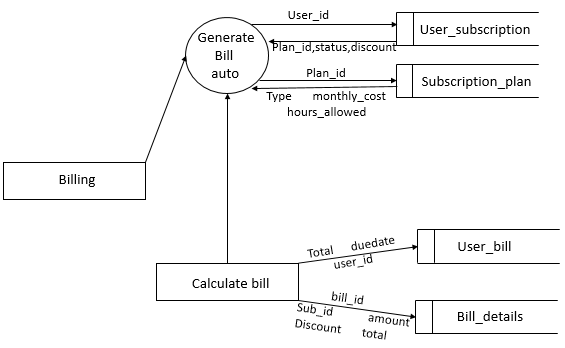 User_id
Generate
Bill
auto
User_subscription
Plan_id,status,discount
Plan_id
Subscription_plan
Type monthly_cost
hours_allowed
Billing
Total duedate
user_id
User_bill
Calculate bill
bill_id
Sub_id amount
Discount total
Bill_details